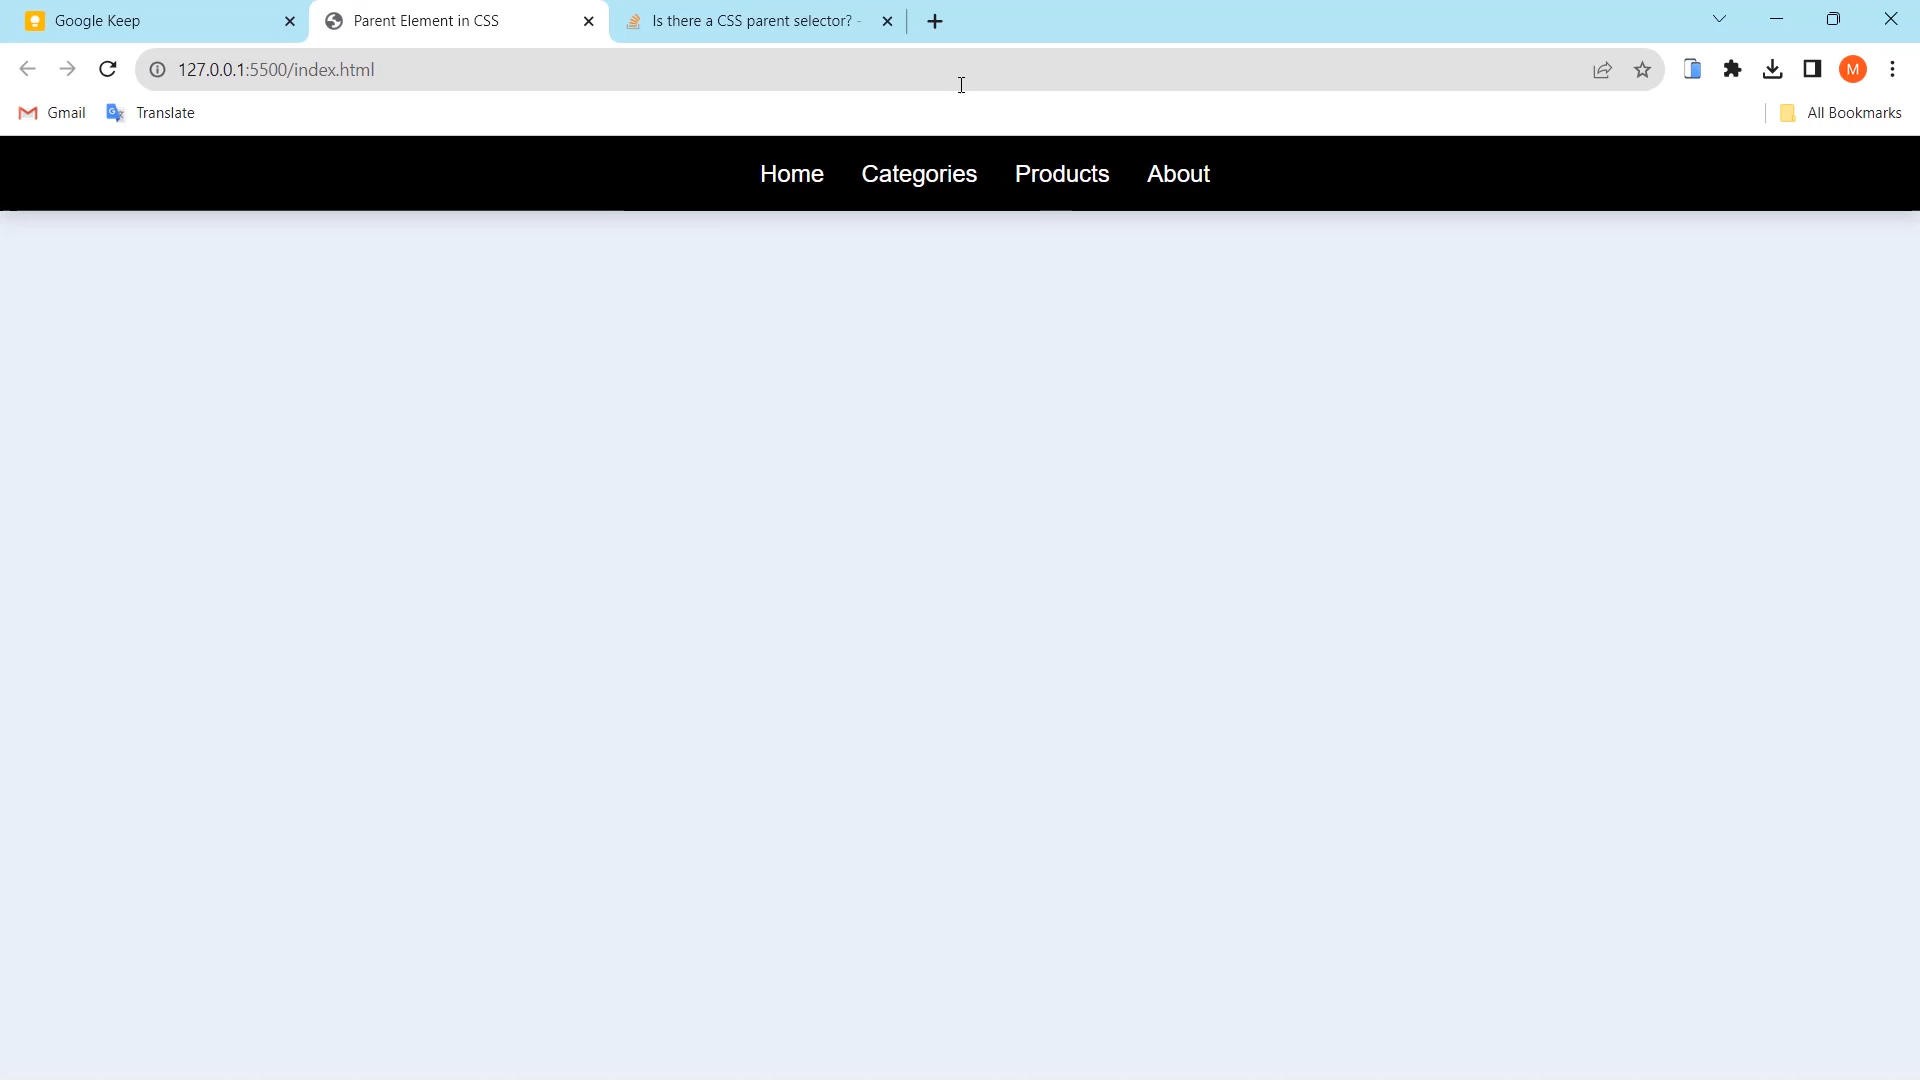 Google Keep
Parent Element in CSS
Is there a CSS parent selector? -
127.0.0.1:5500/index.html
M
Gmail
Translate
All Bookmarks
Home Categories Products About